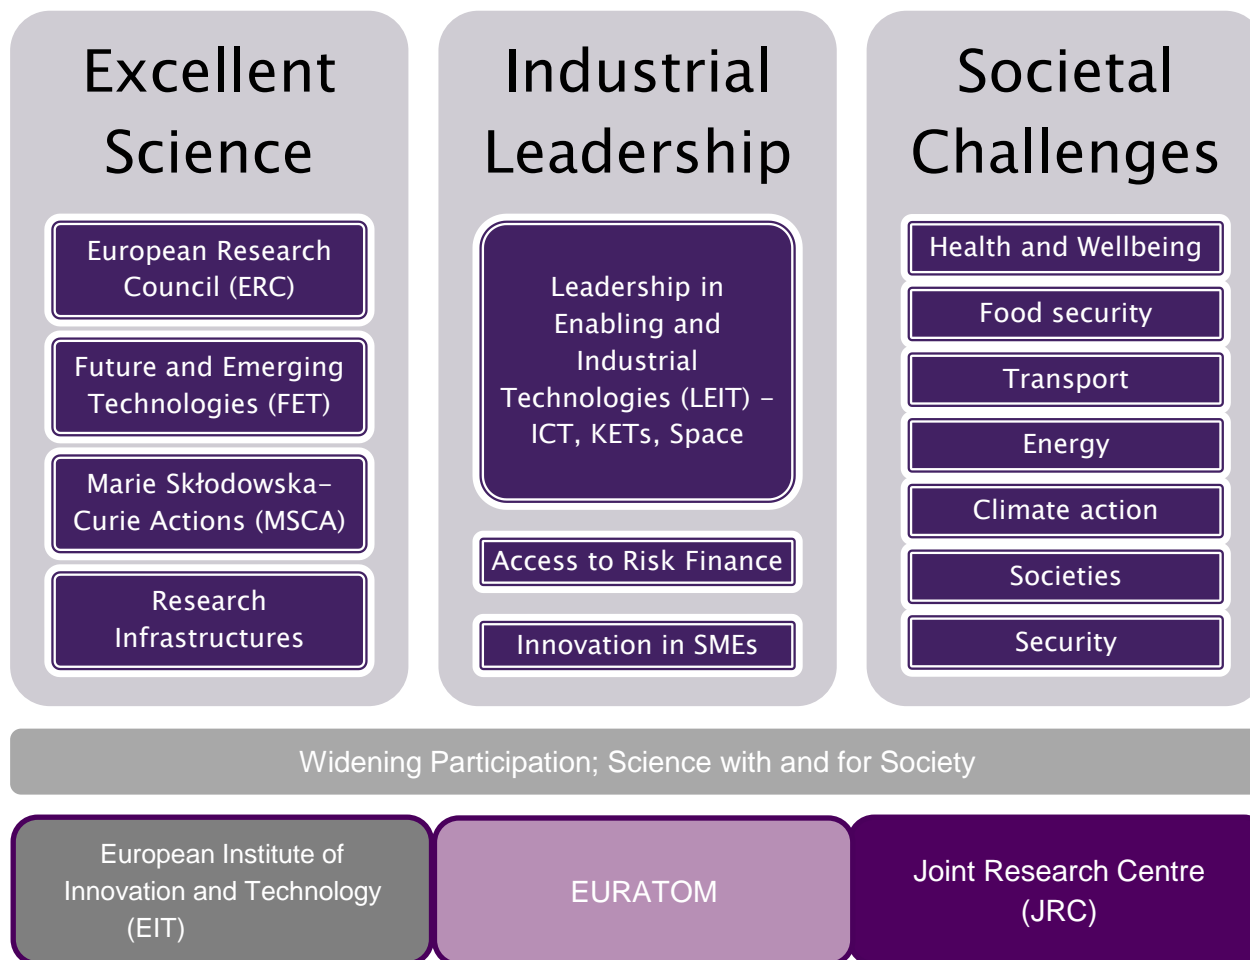 Excellent
Science
European Research
Council (ERC)
Future and Emerging
Technologies (FET)
Marie Skłodowska–
Curie Actions (MSCA)
Research
Infrastructures
Industrial
Leadership
Leadership in
Enabling and
Industrial
Technologies (LEIT) –
ICT, KETs, Space
Access to Risk Finance
Innovation in SMEs
Societal
Challenges
Health and Wellbeing
Food security
Transport
Energy
Climate action
Societies
Security
Widening Participation; Science with and for Society
European Institute of
Innovation and Technology
(EIT)
EURATOM
Joint Research Centre
(JRC)